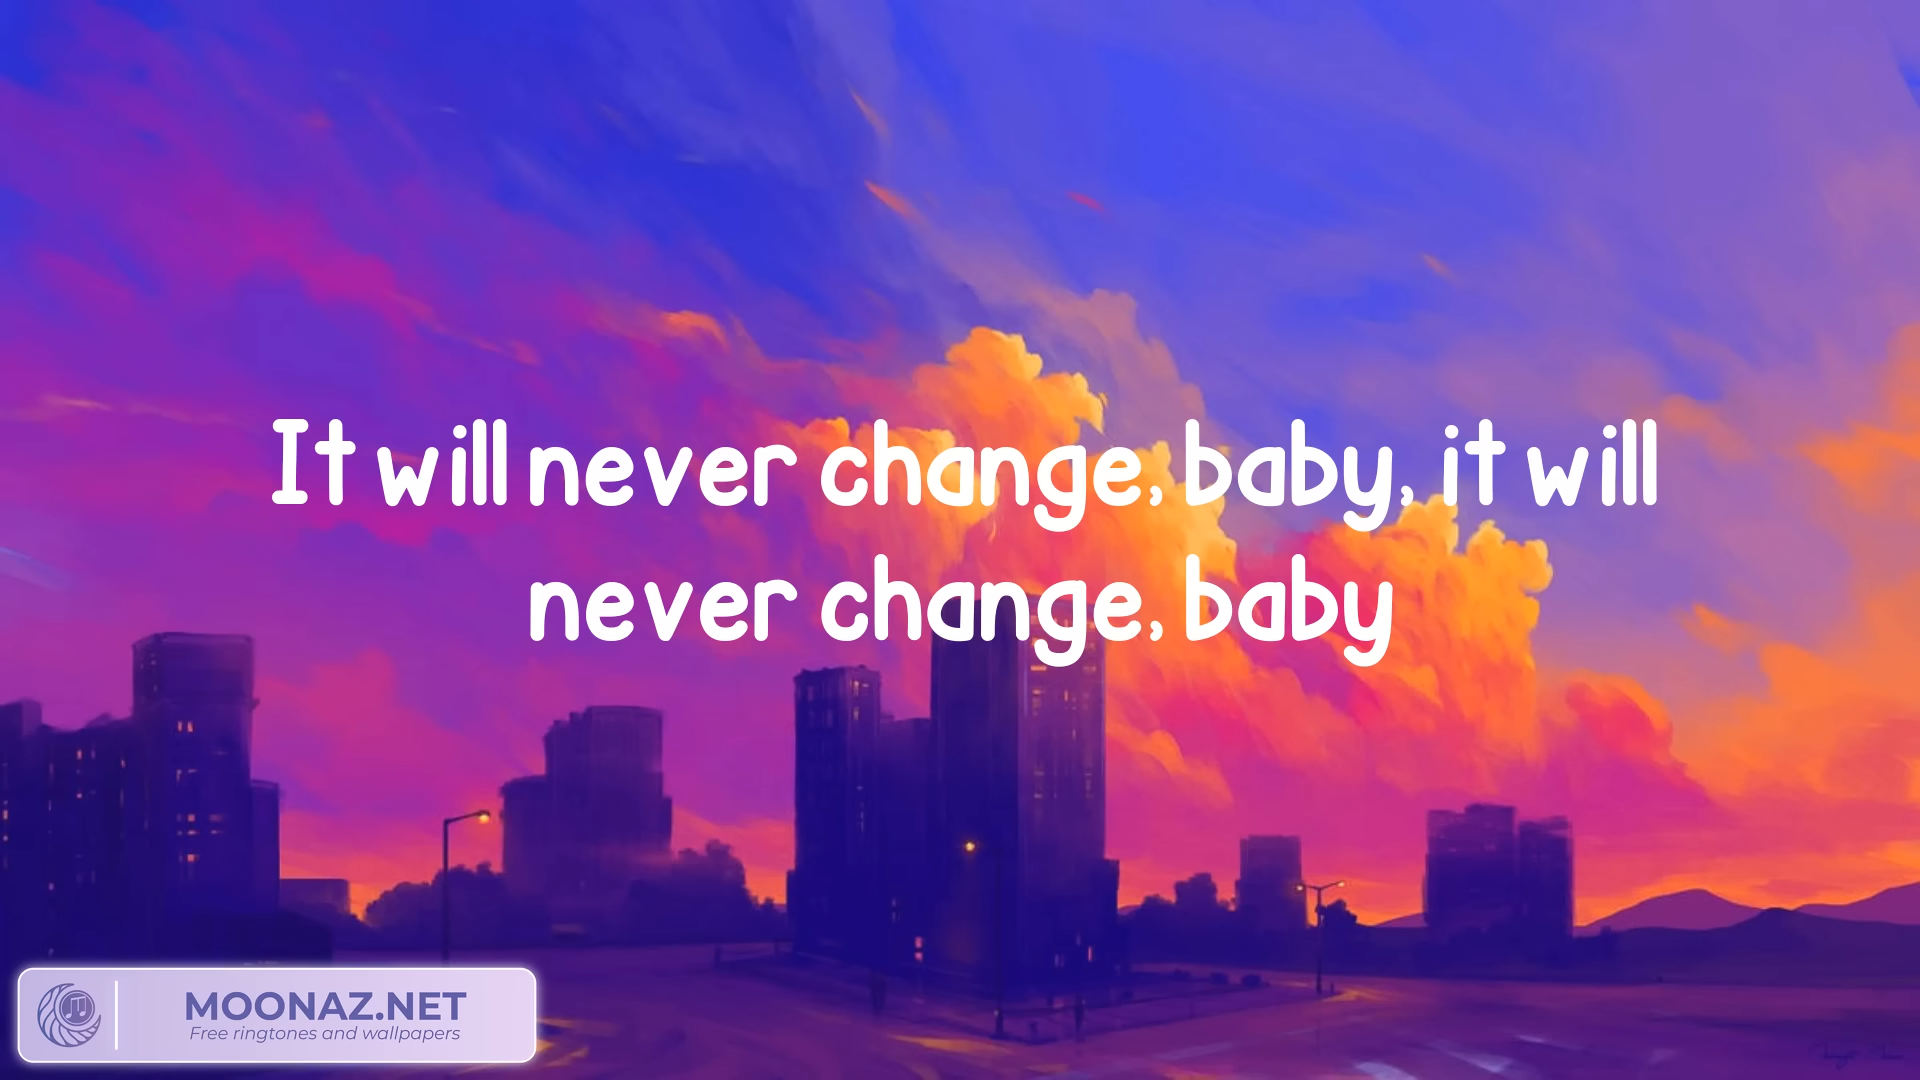 It will never change, baby, it will
never change, baby
MOONAZ.NET
Free ringtones and wallpapers